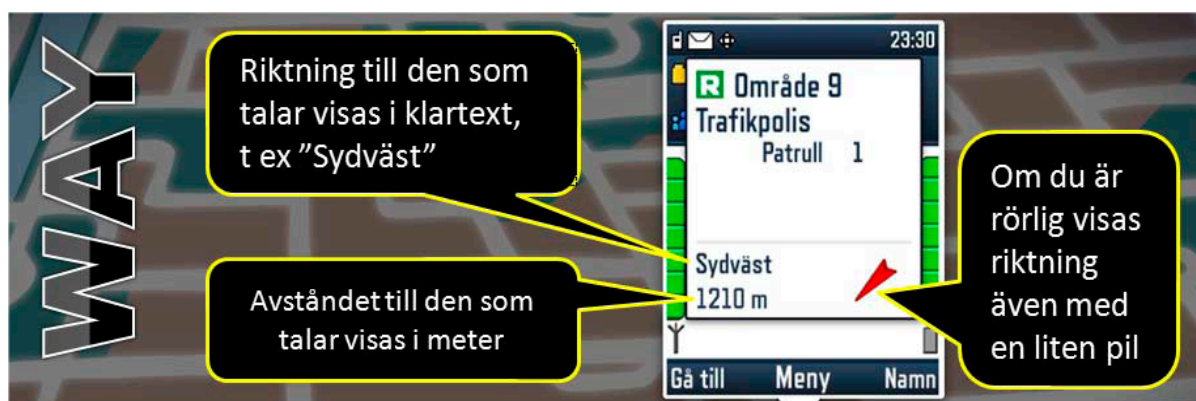 WAY
Riktning till den som
talar visas i klartext,
t ex ”Sydväst”
Avståndet till den som
talar visas i meter
23:30
R Område 9
Trafikpolis
Patrull 1
Sydväst
1210 m
Gå till Meny Namn
Om du är
rörlig visas
riktning
även med
en liten pil